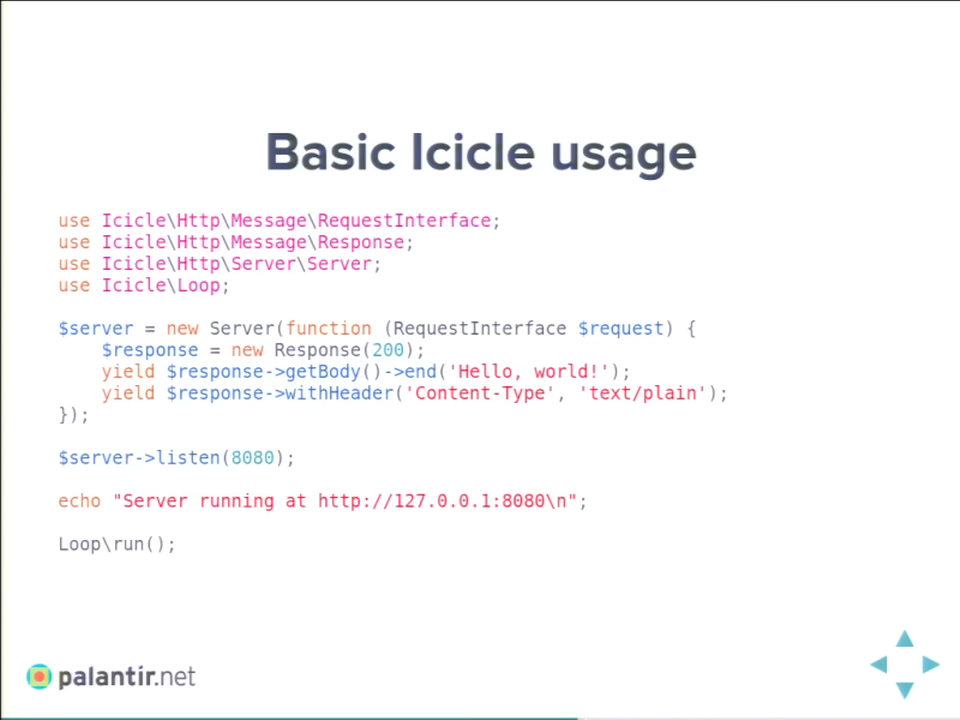 Basic Icicle usage
use Icicle\Http\Message\RequestInterface;
use Icicle\Http\Message\Response;
use Icicle\Http\Server\Server;
use Icicle\Loop;
$server = new Server(function (RequestInterface $request) {
    $response = new Response(200);
    yield $response->getBody()->end('Hello, world!');
    yield $response->withHeader('Content-Type', 'text/plain');
});
$server->listen(8080);
echo "Server running at http://127.0.0.1:8080\n";
Loop\run();
palantir.net